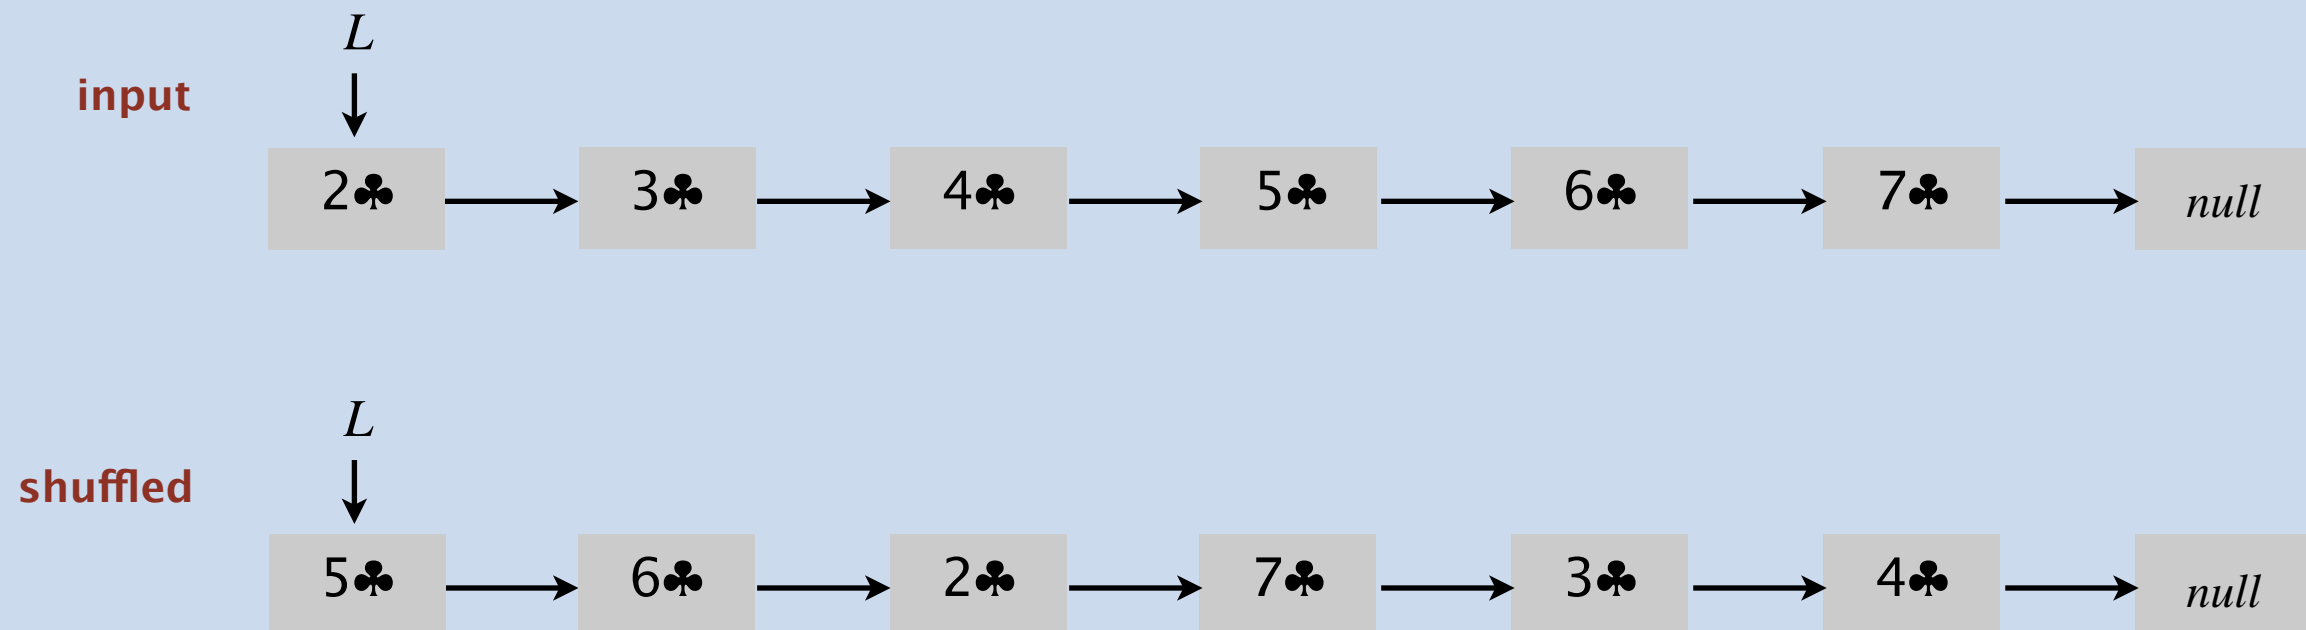 L
input
2♣ 3♣ 4♣ 5♣ 6♣ 7♣ null
L
shuffled
5♣ 6♣ 2♣ 7♣ 3♣ 4♣ null